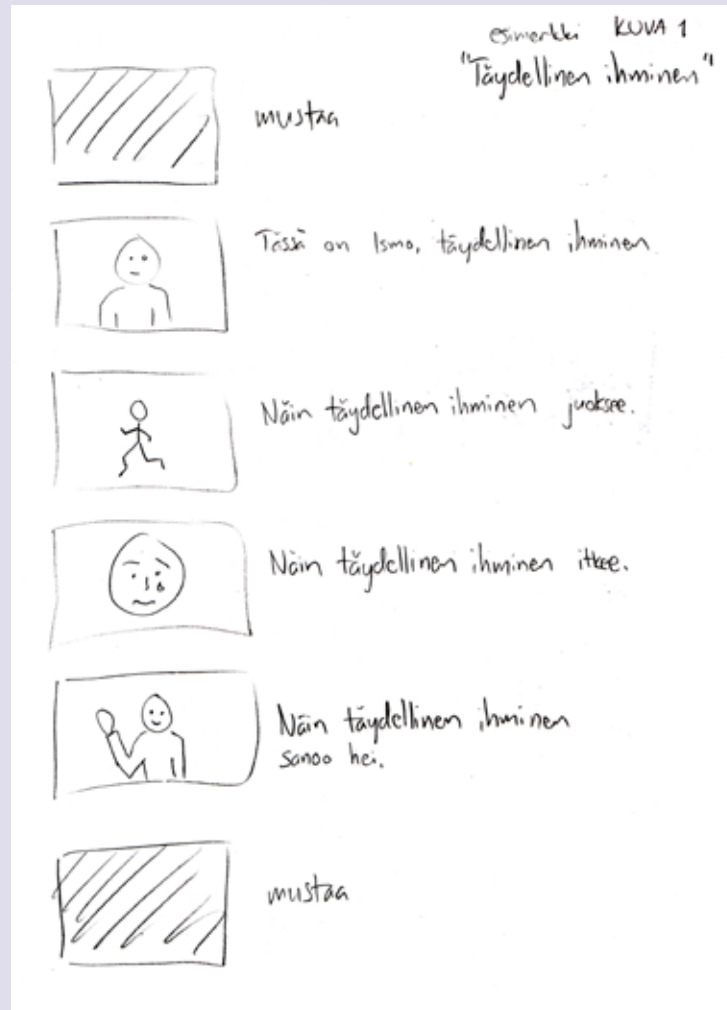 esimerkki KUVA 1
"Täydellinen ihminen"
mustaa
Tässä on Ismo, täydellinen ihminen
Näin täydellinen ihminen juoksee.
Näin täydellinen ihminen itkee.
Näin täydellinen ihminen
sanoo hei.
mustaa